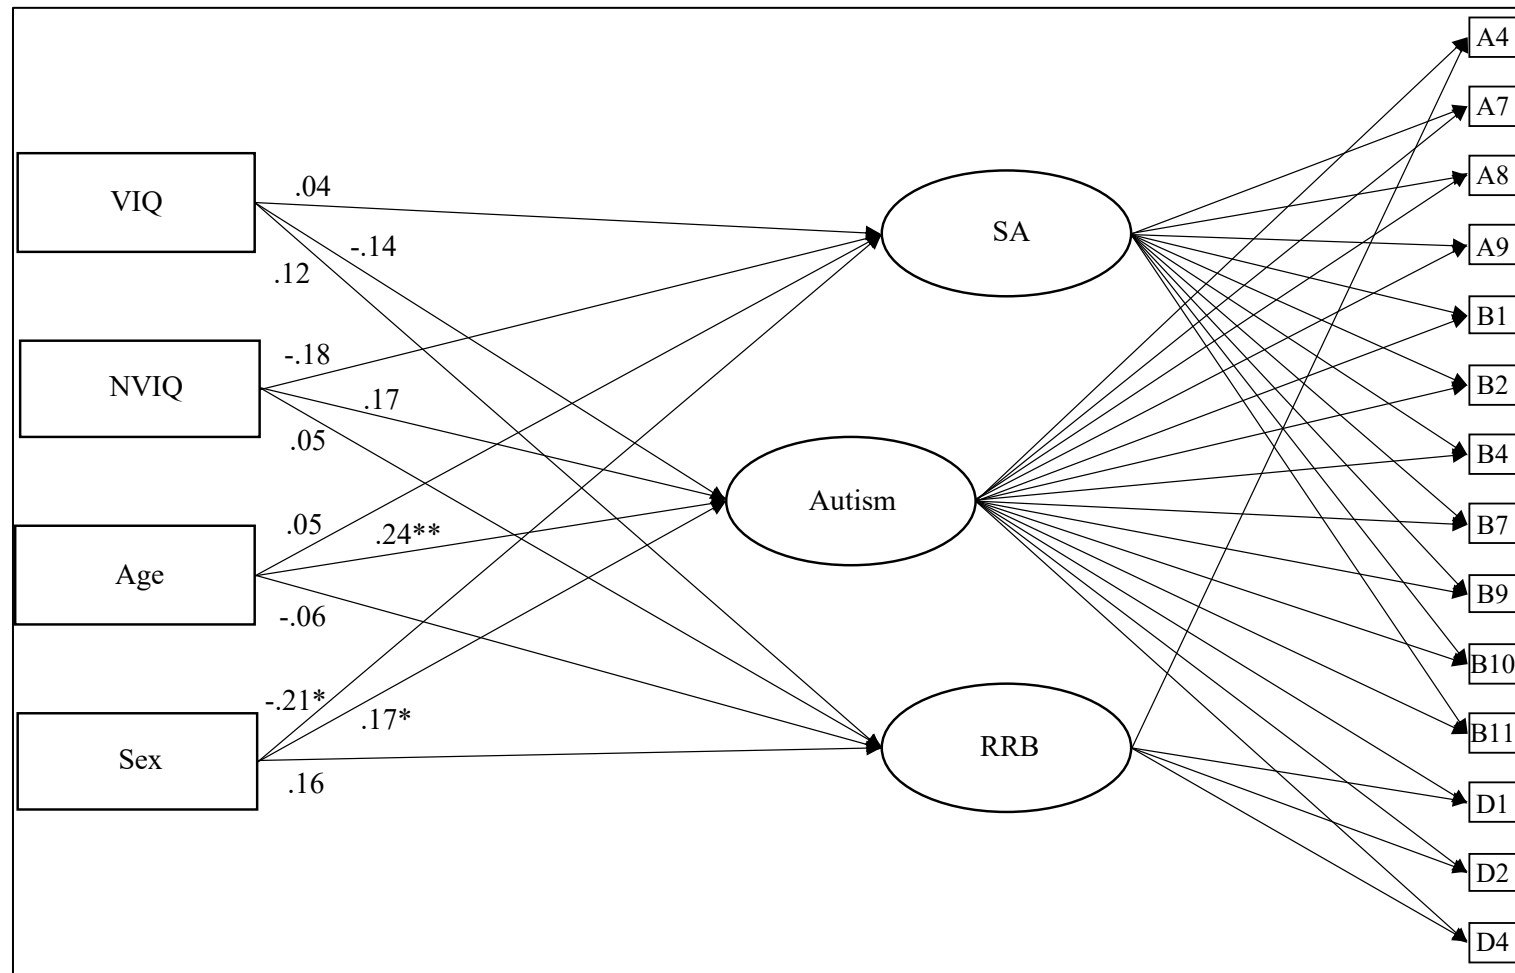 VIQ
NVIQ
Age
Sex
.04
-.14
.12
-.18
.17
.05
.05
.24**
-.06
-.21*
.17*
.16
SA
Autism
RRB
A4
A7
A8
A9
B1
B2
B4
B7
B9
B10
B11
D1
D2
D4